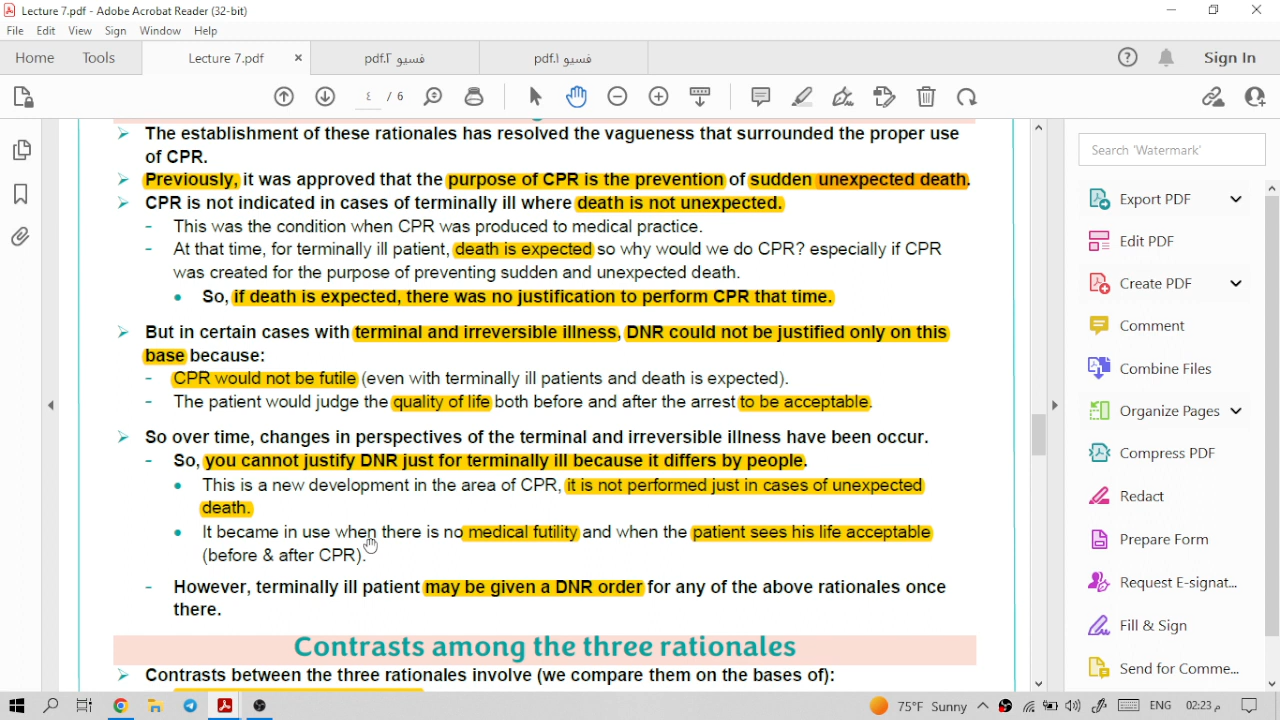 Lecture 7.pdf - Adobe Acrobat Reader (32-bit)
File Edit View Sign Window Help
Home Tools Lecture 7.pdf × فسيو ٢.pdf فسيو ١.pdf Sign In
٤ / 6
The establishment of these rationales has resolved the vagueness that surrounded the proper use
of CPR.
Previously, it was approved that the purpose of CPR is the prevention of sudden unexpected death.
CPR is not indicated in cases of terminally ill where death is not unexpected.
- This was the condition when CPR was produced to medical practice.
- At that time, for terminally ill patient, death is expected so why would we do CPR? especially if CPR
was created for the purpose of preventing sudden and unexpected death.
• So, if death is expected, there was no justification to perform CPR that time.
But in certain cases with terminal and irreversible illness, DNR could not be justified only on this
base because:
- CPR would not be futile (even with terminally ill patients and death is expected).
- The patient would judge the quality of life both before and after the arrest to be acceptable.
So over time, changes in perspectives of the terminal and irreversible illness have been occur.
- So, you cannot justify DNR just for terminally ill because it differs by people.
• This is a new development in the area of CPR, it is not performed just in cases of unexpected
death.
• It became in use when there is no medical futility and when the patient sees his life acceptable
(before & after CPR).
- However, terminally ill patient may be given a DNR order for any of the above rationales once
there.
Contrasts among the three rationales
Contrasts between the three rationales involve (we compare them on the bases of):
Search 'Watermark'
Export PDF
Edit PDF
Create PDF
Comment
Combine Files
Organize Pages
Compress PDF
Redact
Prepare Form
Request E-signat...
Fill & Sign
Send for Comme...
75°F Sunny ENG 02:23 م